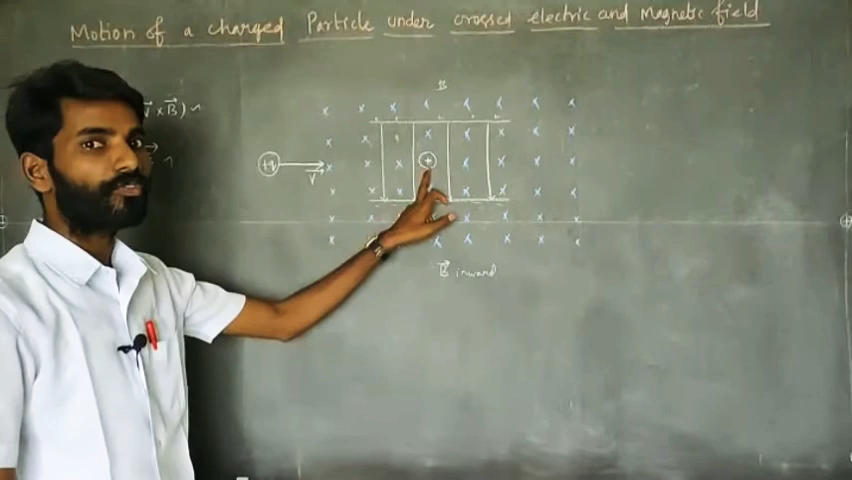 Motion of a charged Particle under crossed electric and Magnetic field
B
v⃗ × B⃗)
+q
v⃗
+
B⃗ inward